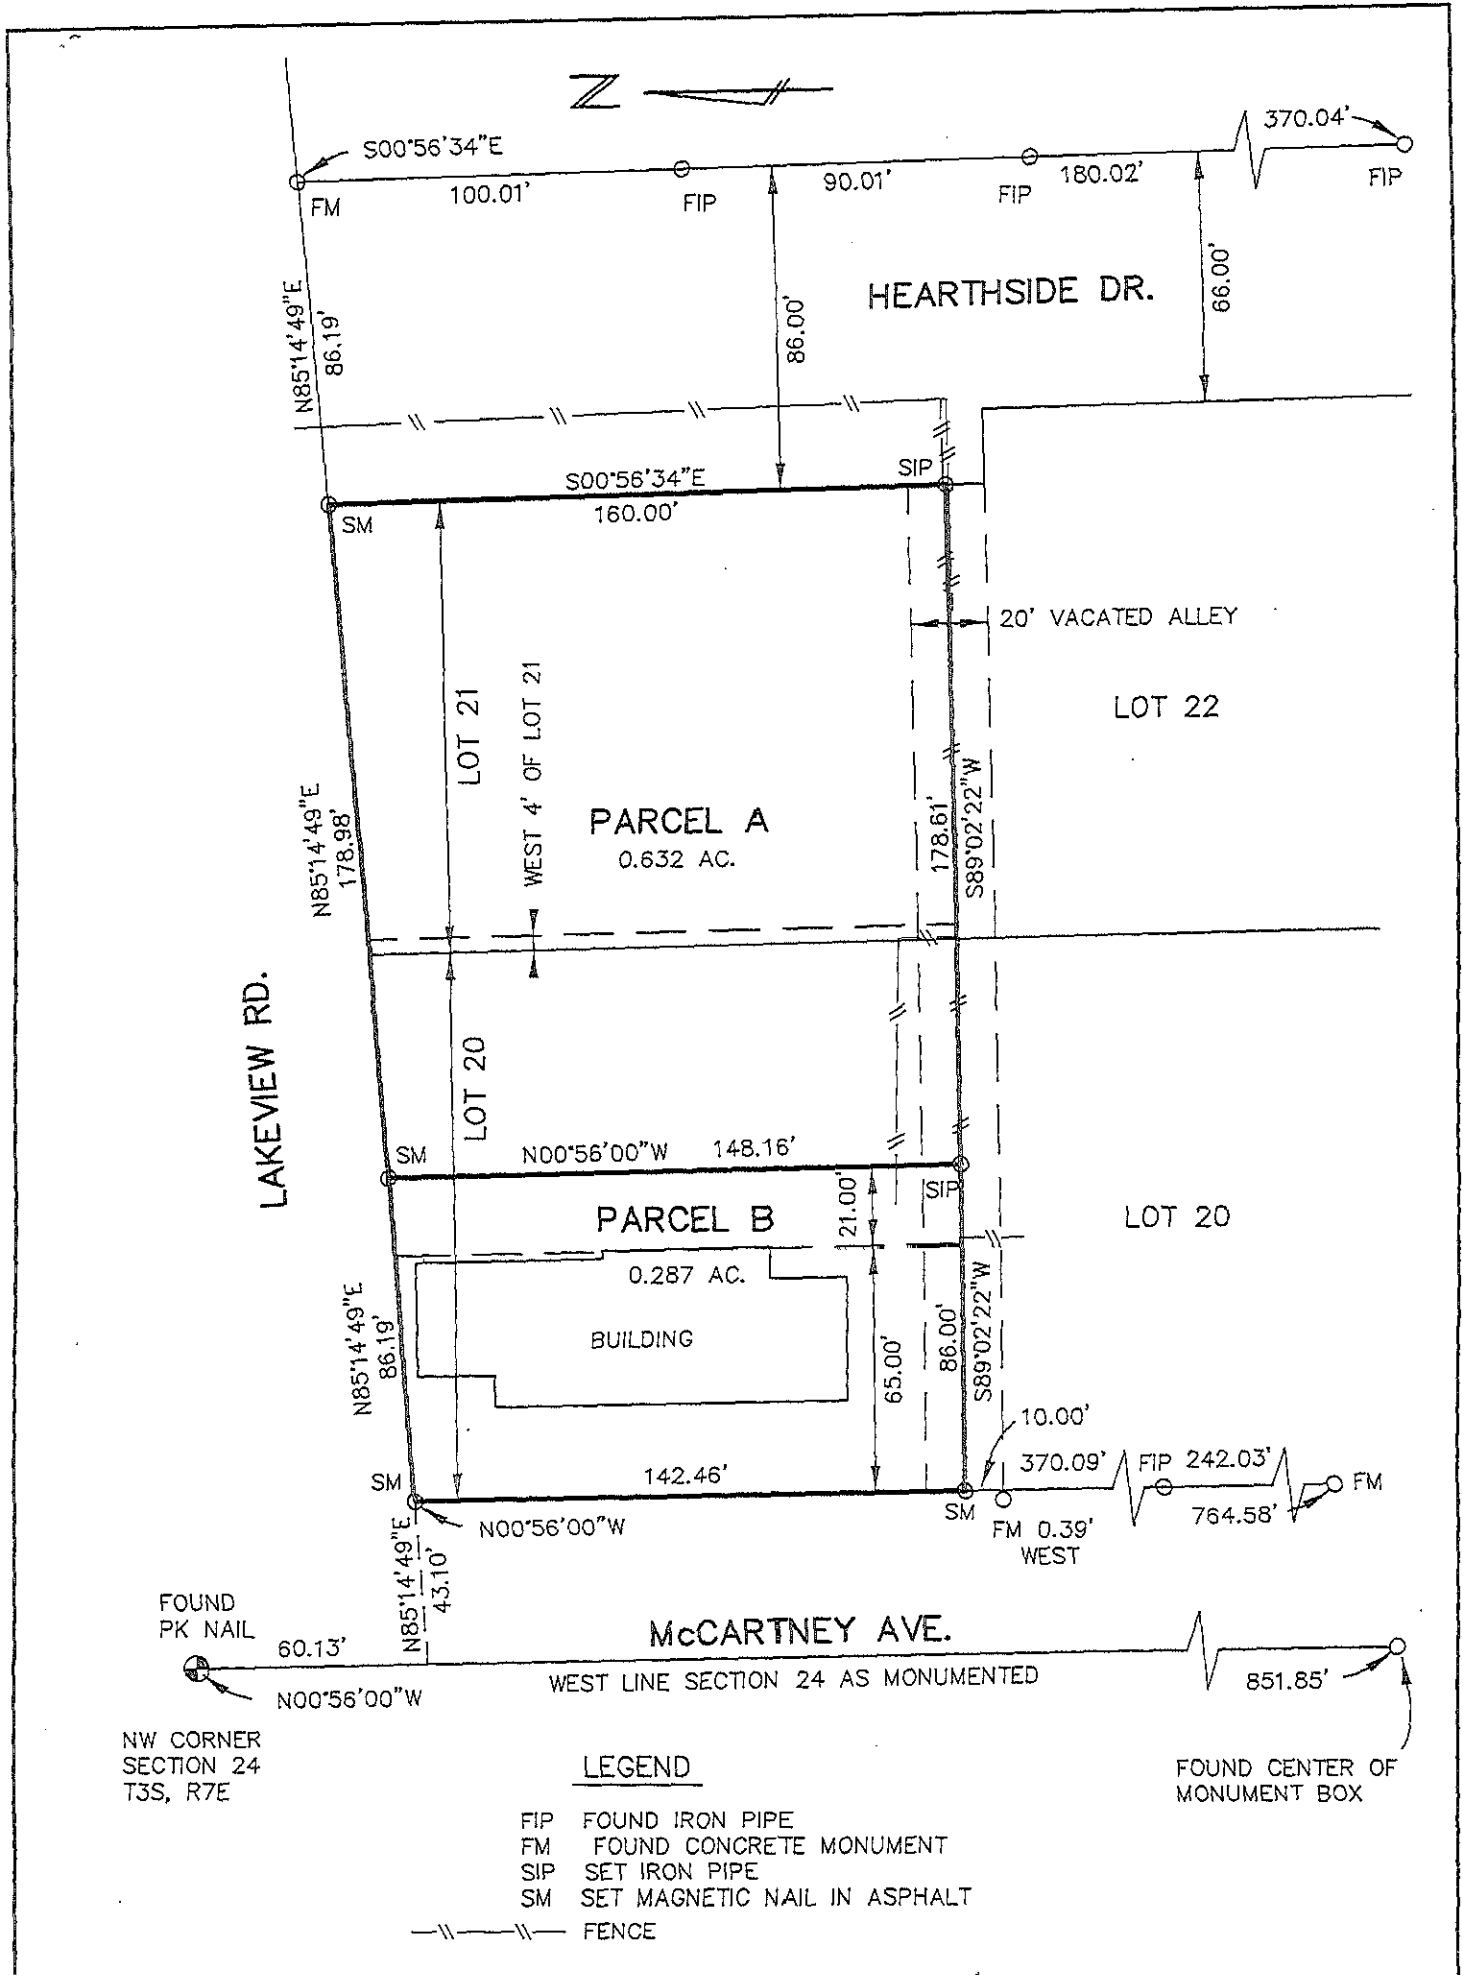 N
370.04'
S00°56'34"E
100.01'
90.01'
180.02'
FM
FIP
FIP
FIP
HEARTHSIDE DR.
66.00'
86.00'
N85°14'49"E
86.19'
S00°56'34"E
160.00'
SIP
SM
20' VACATED ALLEY
LOT 21
WEST 4' OF LOT 21
LOT 22
PARCEL A
0.632 AC.
N85°14'49"E
178.98'
178.61'
S89°02'22"W
LAKEVIEW RD.
LOT 20
SM
N00°56'00"W 148.16'
SIP
PARCEL B
21.00'
LOT 20
0.287 AC.
BUILDING
N85°14'49"E
86.19'
65.00'
86.00'
S89°02'22"W
10.00'
SM
142.46'
370.09'
FIP
242.03'
FM
SM
764.58'
N00°56'00"W
FM 0.39'
WEST
N85°14'49"E
43.10'
FOUND
PK NAIL
60.13'
McCARTNEY AVE.
N00°56'00"W
WEST LINE SECTION 24 AS MONUMENTED
851.85'
NW CORNER
SECTION 24
T3S, R7E
FOUND CENTER OF
MONUMENT BOX
LEGEND
FIP FOUND IRON PIPE
FM FOUND CONCRETE MONUMENT
SIP SET IRON PIPE
SM SET MAGNETIC NAIL IN ASPHALT
FENCE